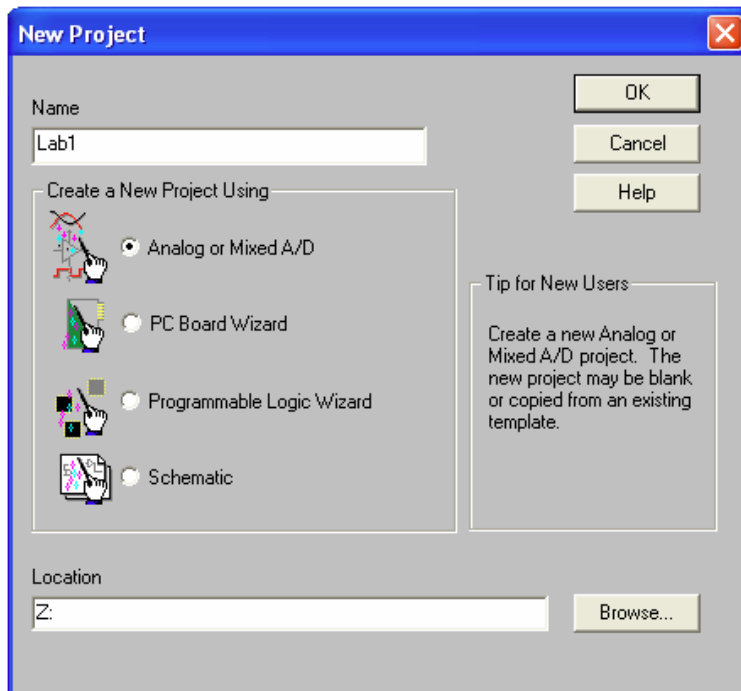 New Project
Name
Lab1
OK
Cancel
Help
Create a New Project Using
Analog or Mixed A/D
PC Board Wizard
Programmable Logic Wizard
Schematic
Tip for New Users
Create a new Analog or
Mixed A/D project. The
new project may be blank
or copied from an existing
template.
Location
Z:
Browse...